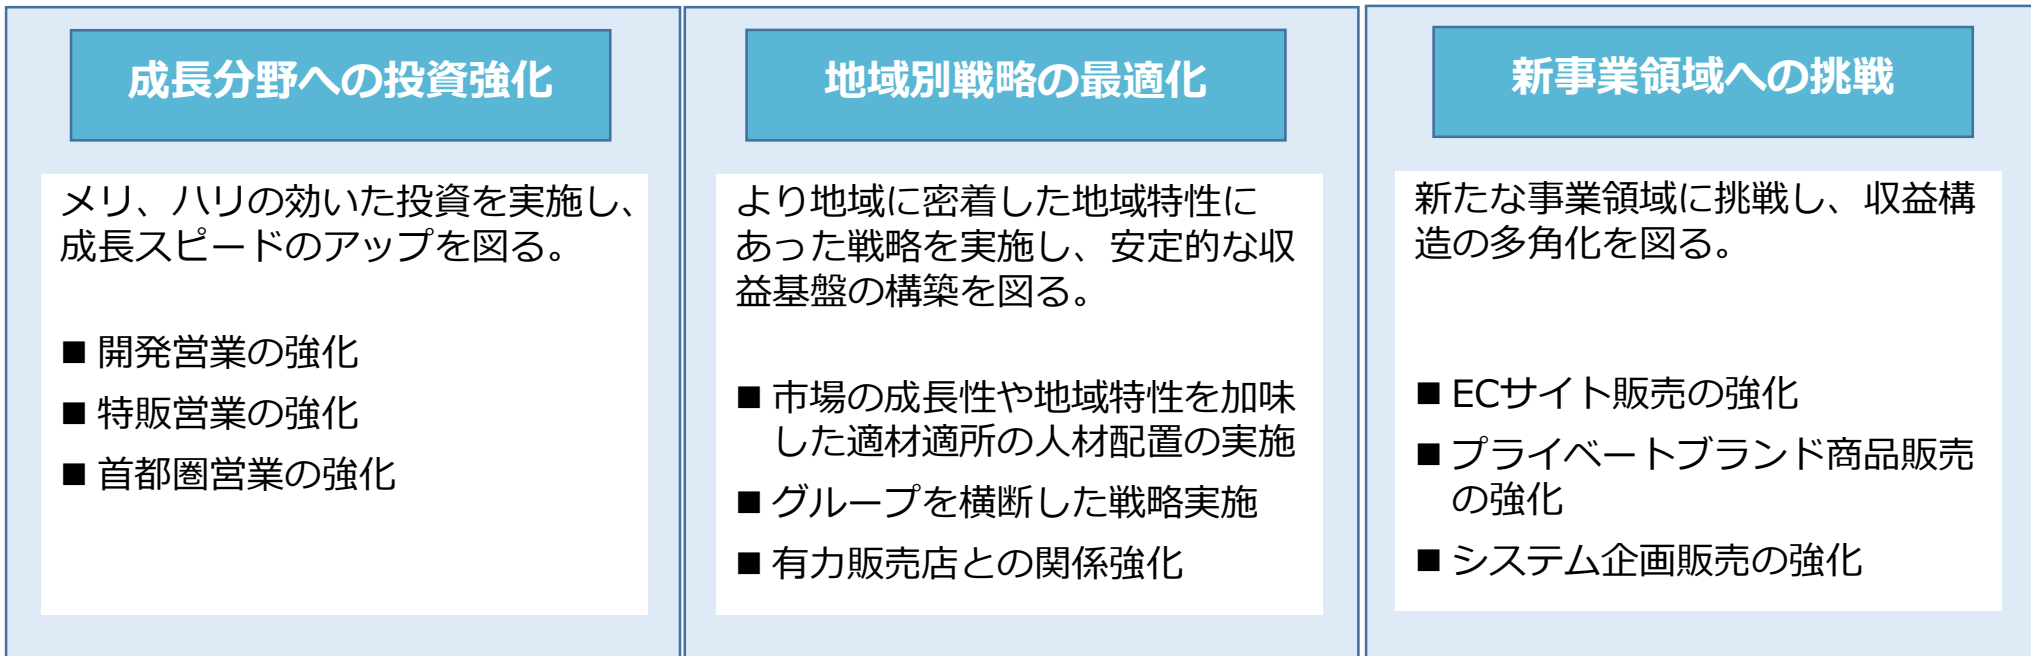 成長分野への投資強化
メリ、ハリの効いた投資を実施し、
成長スピードのアップを図る。
■ 開発営業の強化
■ 特販営業の強化
■ 首都圏営業の強化
地域別戦略の最適化
より地域に密着した地域特性に
あった戦略を実施し、安定的な収
益基盤の構築を図る。
■ 市場の成長性や地域特性を加味
した適材適所の人材配置の実施
■ グループを横断した戦略実施
■ 有力販売店との関係強化
新事業領域への挑戦
新たな事業領域に挑戦し、収益構
造の多角化を図る。
■ ECサイト販売の強化
■ プライベートブランド商品販売
の強化
■ システム企画販売の強化